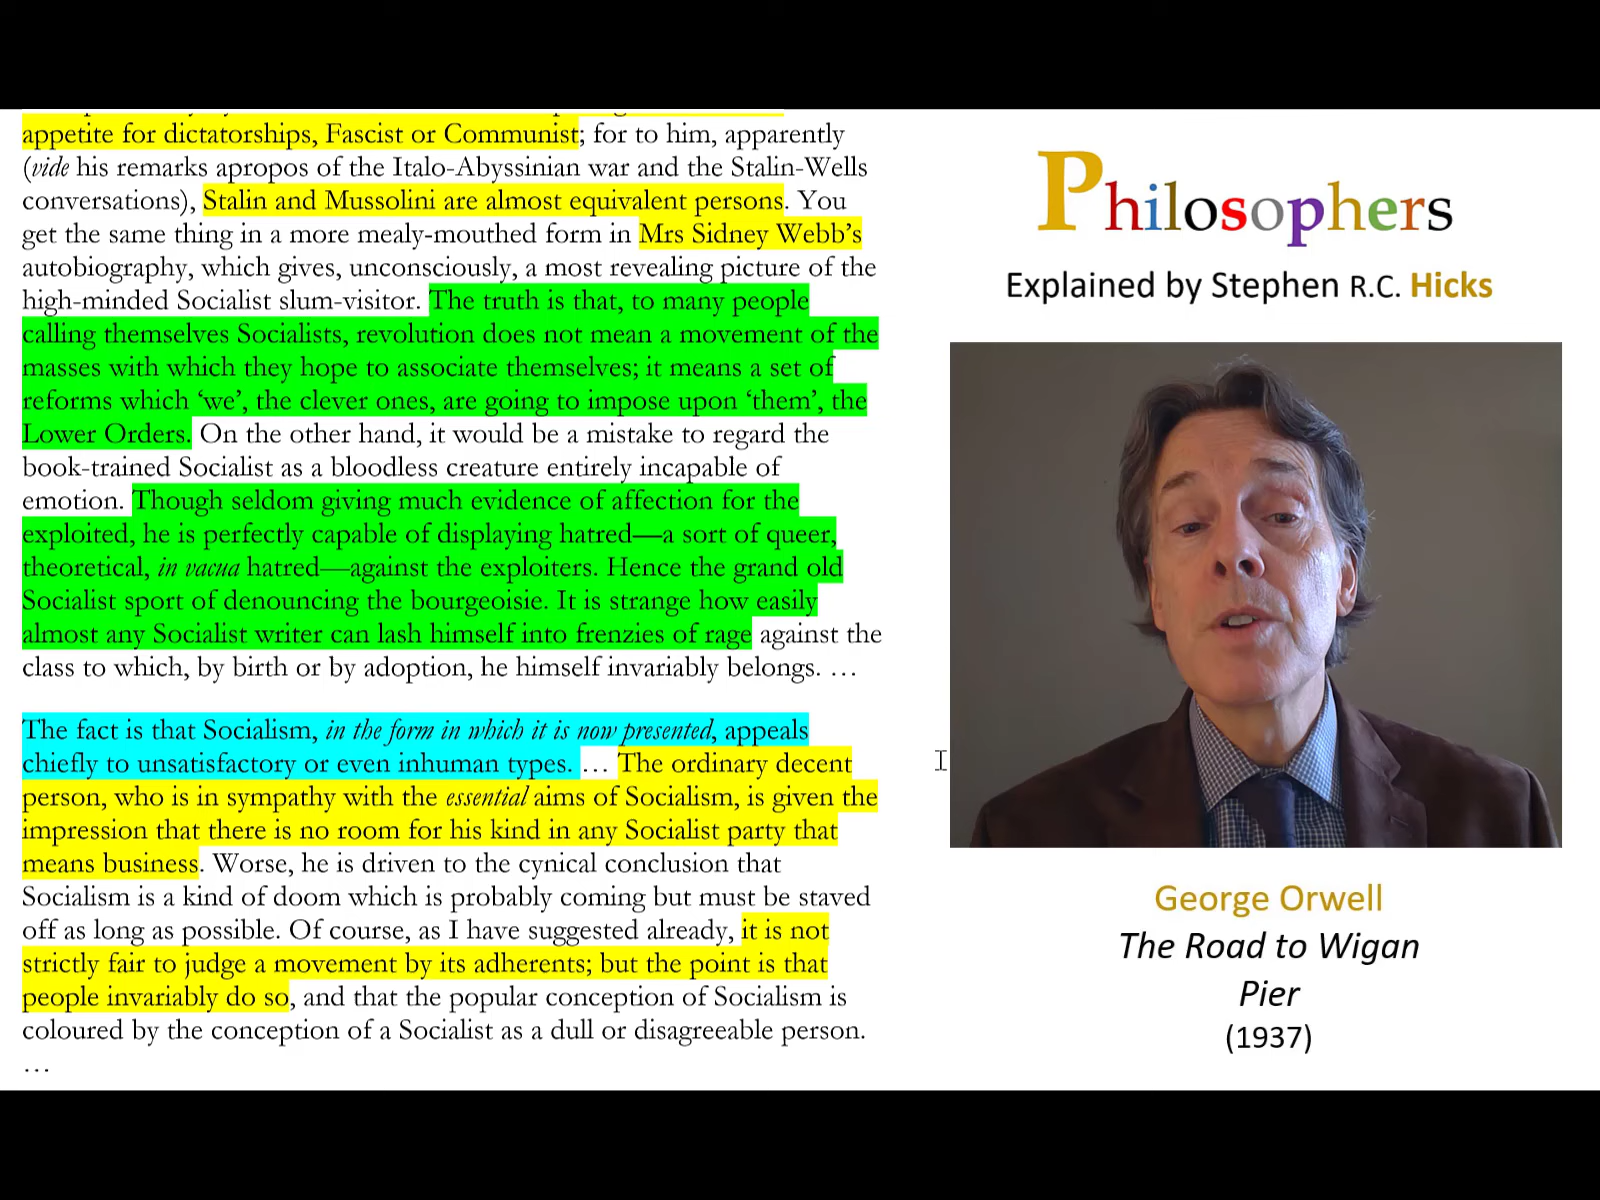 appetite for dictatorships, Fascist or Communist; for to him, apparently
(vide his remarks apropos of the Italo-Abyssinian war and the Stalin-Wells
conversations), Stalin and Mussolini are almost equivalent persons. You
get the same thing in a more mealy-mouthed form in Mrs Sidney Webb’s
autobiography, which gives, unconsciously, a most revealing picture of the
high-minded Socialist slum-visitor. The truth is that, to many people
calling themselves Socialists, revolution does not mean a movement of the
masses with which they hope to associate themselves; it means a set of
reforms which ‘we’, the clever ones, are going to impose upon ‘them’, the
Lower Orders. On the other hand, it would be a mistake to regard the
book-trained Socialist as a bloodless creature entirely incapable of
emotion. Though seldom giving much evidence of affection for the
exploited, he is perfectly capable of displaying hatred—a sort of queer,
theoretical, in vacua hatred—against the exploiters. Hence the grand old
Socialist sport of denouncing the bourgeoisie. It is strange how easily
almost any Socialist writer can lash himself into frenzies of rage against the
class to which, by birth or by adoption, he himself invariably belongs. …
The fact is that Socialism, in the form in which it is now presented, appeals
chiefly to unsatisfactory or even inhuman types. … The ordinary decent
person, who is in sympathy with the essential aims of Socialism, is given the
impression that there is no room for his kind in any Socialist party that
means business. Worse, he is driven to the cynical conclusion that
Socialism is a kind of doom which is probably coming but must be staved
off as long as possible. Of course, as I have suggested already, it is not
strictly fair to judge a movement by its adherents; but the point is that
people invariably do so, and that the popular conception of Socialism is
coloured by the conception of a Socialist as a dull or disagreeable person.
…
Philosophers
Explained by Stephen R.C. Hicks
George Orwell
The Road to Wigan
Pier
(1937)